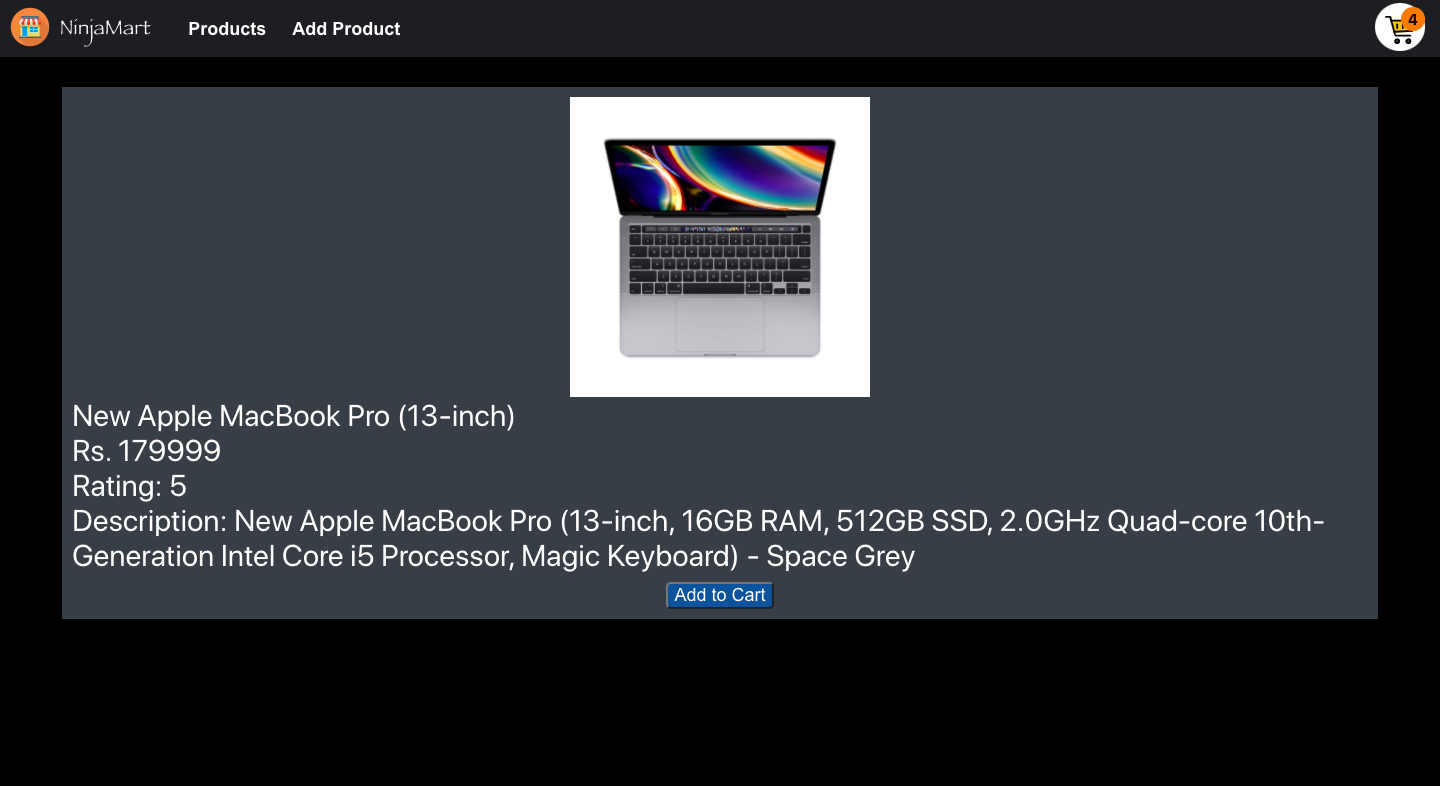 NinjaMart Products Add Product 4
New Apple MacBook Pro (13-inch)
Rs. 179999
Rating: 5
Description: New Apple MacBook Pro (13-inch, 16GB RAM, 512GB SSD, 2.0GHz Quad-core 10th-
Generation Intel Core i5 Processor, Magic Keyboard) - Space Grey
Add to Cart